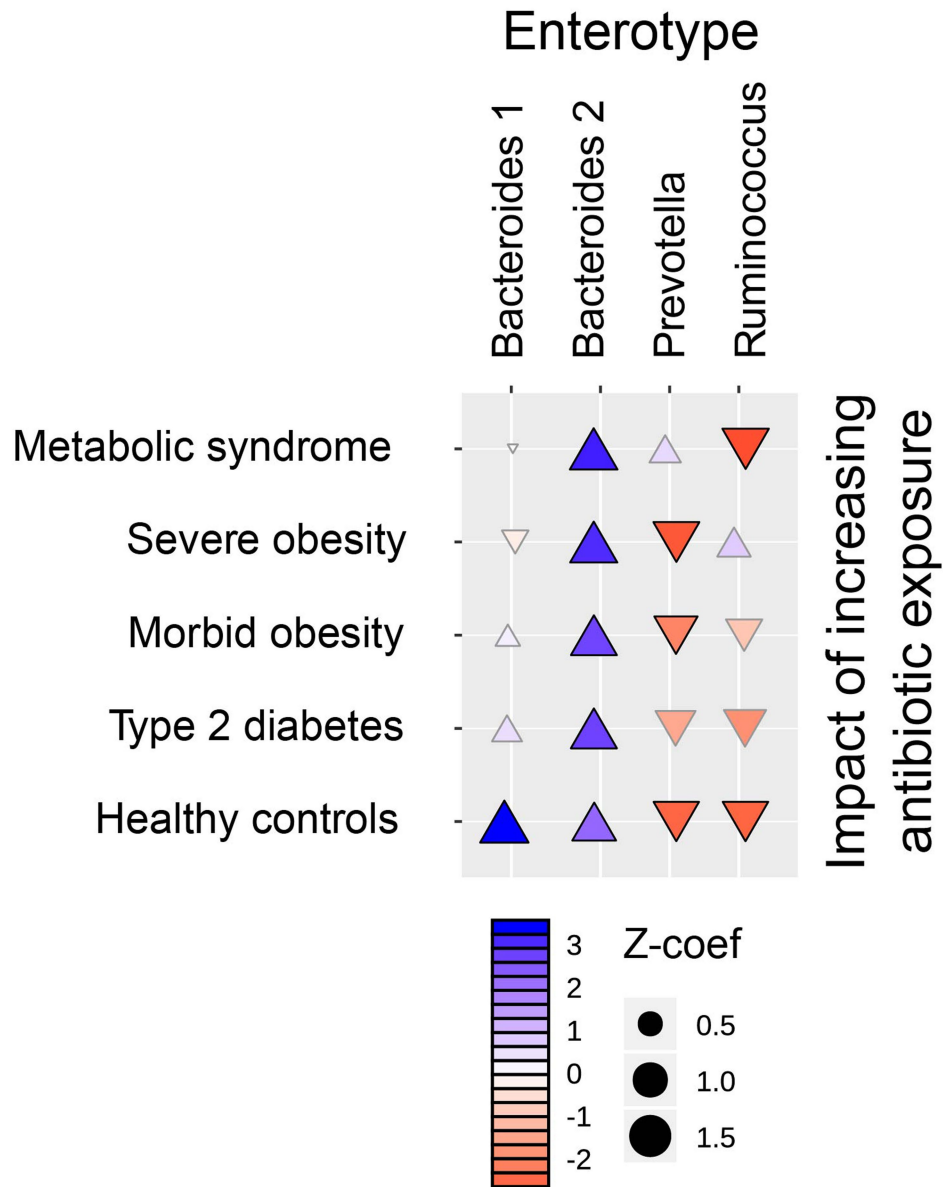 Enterotype
Bacteroides 1
Bacteroides 2
Prevotella
Ruminococcus
Metabolic syndrome
Severe obesity
Morbid obesity
Type 2 diabetes
Healthy controls
Impact of increasing
antibiotic exposure
3
2
1
0
-1
-2
Z-coef
0.5
1.0
1.5